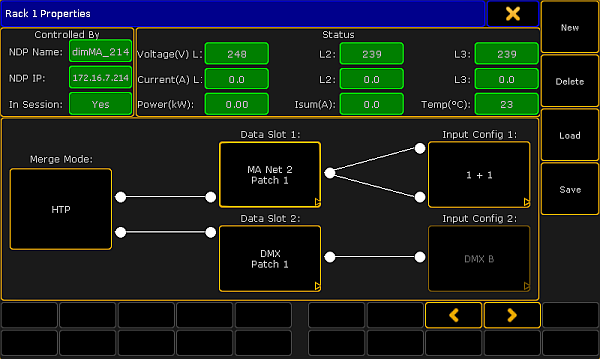 Rack 1 Properties
New
Delete
Load
Save
Controlled By
NDP Name: dimMA_214
NDP IP: 172.16.7.214
In Session: Yes
Status
Voltage(V) L: 248 L2: 239 L3: 239
Current(A) L: 0.0 L2: 0.0 L3: 0.0
Power(kW): 0.00 Isum(A): 0.0 Temp(ºC): 23
Merge Mode:
HTP
Data Slot 1:
MA Net 2
Patch 1
Input Config 1:
1 + 1
Data Slot 2:
DMX
Patch 1
Input Config 2:
DMX B